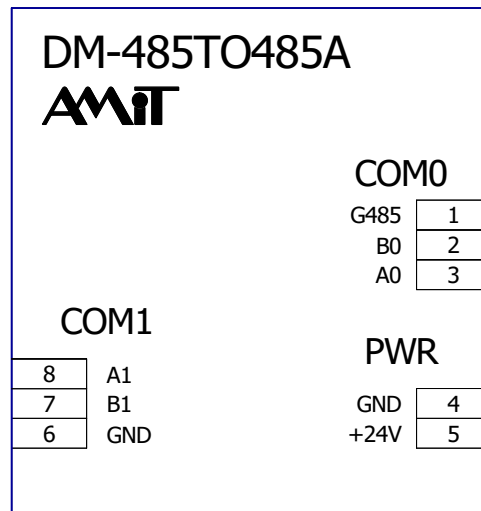 DM-485TO485A
AMiT
COM0
G485 1
B0 2
A0 3
COM1
8 A1
7 B1
6 GND
PWR
GND 4
+24V 5